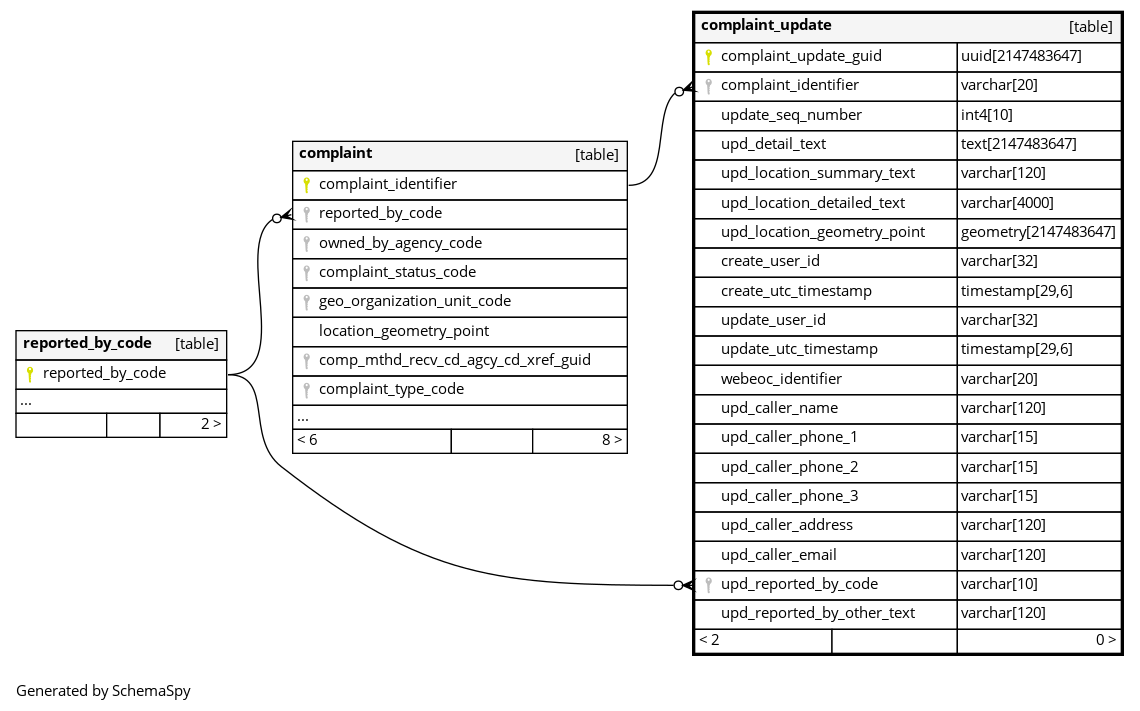 complaint_update [table]
complaint_update_guid uuid[2147483647]
complaint_identifier varchar[20]
update_seq_number int4[10]
upd_detail_text text[2147483647]
upd_location_summary_text varchar[120]
upd_location_detailed_text varchar[4000]
upd_location_geometry_point geometry[2147483647]
create_user_id varchar[32]
create_utc_timestamp timestamp[29,6]
update_user_id varchar[32]
update_utc_timestamp timestamp[29,6]
webeoc_identifier varchar[20]
upd_caller_name varchar[120]
upd_caller_phone_1 varchar[15]
upd_caller_phone_2 varchar[15]
upd_caller_phone_3 varchar[15]
upd_caller_address varchar[120]
upd_caller_email varchar[120]
upd_reported_by_code varchar[10]
upd_reported_by_other_text varchar[120]
< 2 0 >
complaint [table]
complaint_identifier
reported_by_code
owned_by_agency_code
complaint_status_code
geo_organization_unit_code
location_geometry_point
comp_mthd_recv_cd_agcy_cd_xref_guid
complaint_type_code
...
< 6 8 >
reported_by_code [table]
reported_by_code
...
2 >
Generated by SchemaSpy